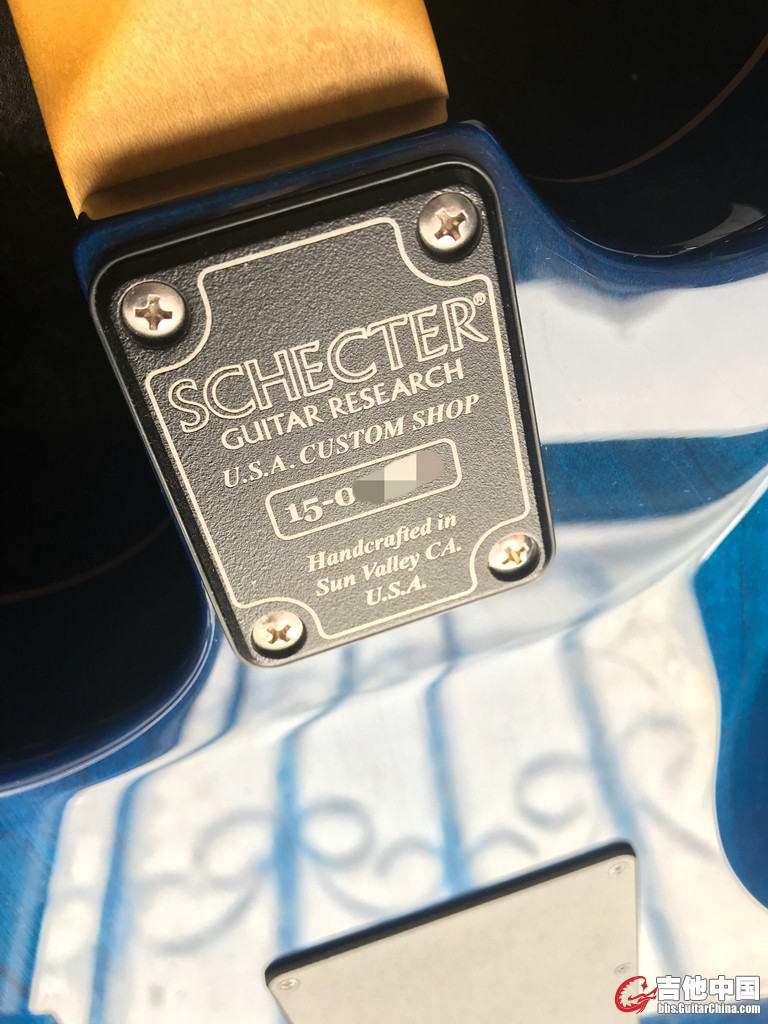 SCHECTER®
GUITAR RESEARCH
U.S.A. CUSTOM SHOP
15-0
Handcrafted in
Sun Valley CA.
U.S.A.
吉他中国
bbs.GuitarChina.com